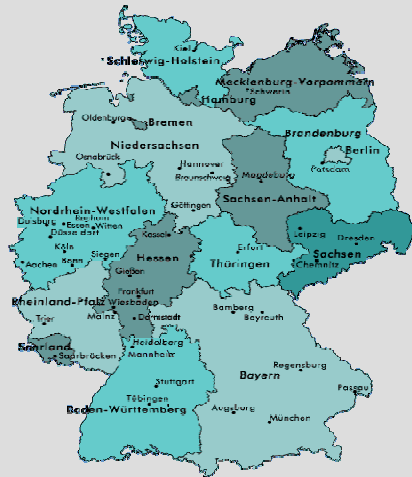 Kiel
Schleswig-Holstein
Mecklenburg-Vorpommern
Schwerin
Hamburg
Oldenburg
Bremen
Niedersachsen
Brandenburg
Berlin
Osnabrück
Hannover
Braunschweig
Potsdam
Magdeburg
Sachsen-Anhalt
Göttingen
Nordrhein-Westfalen
Duisburg
Bochum
Essen
Witten
Düsseldorf
Köln
Siegen
Aachen
Bonn
Kassel
Hessen
Gießen
Erfurt
Thüringen
Leipzig
Dresden
Sachsen
Chemnitz
Frankfurt
Rheinland-Pfalz
Wiesbaden
Mainz
Darmstadt
Trier
Saarland
Saarbrücken
Bamberg
Bayreuth
Heidelberg
Mannheim
Bayern
Regensburg
Stuttgart
Passau
Tübingen
Baden-Württemberg
Augsburg
München